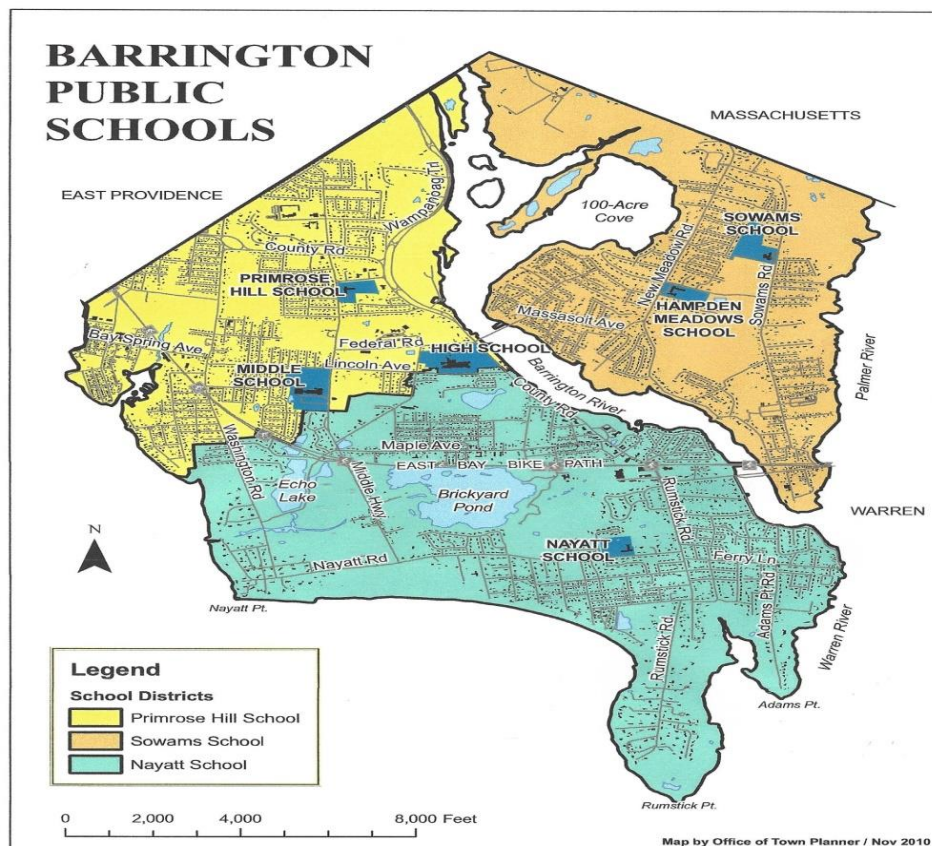 BARRINGTON
PUBLIC
SCHOOLS
MASSACHUSETTS
EAST PROVIDENCE
Wampanoag Trl
100-Acre
Cove
SOWAMS
SCHOOL
County Rd
New Meadow Rd
PRIMROSE
HILL SCHOOL
Sowams Rd
HAMPDEN
MEADOWS
SCHOOL
Massasoit Ave
Bay Spring Ave
Federal Rd
HIGH SCHOOL
Lincoln Ave
MIDDLE
SCHOOL
Palmer River
Barrington River
County Rd
Washington Rd
Maple Ave
EAST BAY BIKE PATH
Middle Hwy
Echo
Lake
Brickyard
Pond
Rumstick Rd
WARREN
N
NAYATT
SCHOOL
Ferry Ln
Nayatt Rd
Adams Pt Rd
Nayatt Pt.
Warren River
Rumstick Rd.
Legend
School Districts
Primrose Hill School
Sowams School
Nayatt School
Adams Pt.
Rumstick Pt.
0 2,000 4,000 8,000 Feet
Map by Office of Town Planner / Nov 2010